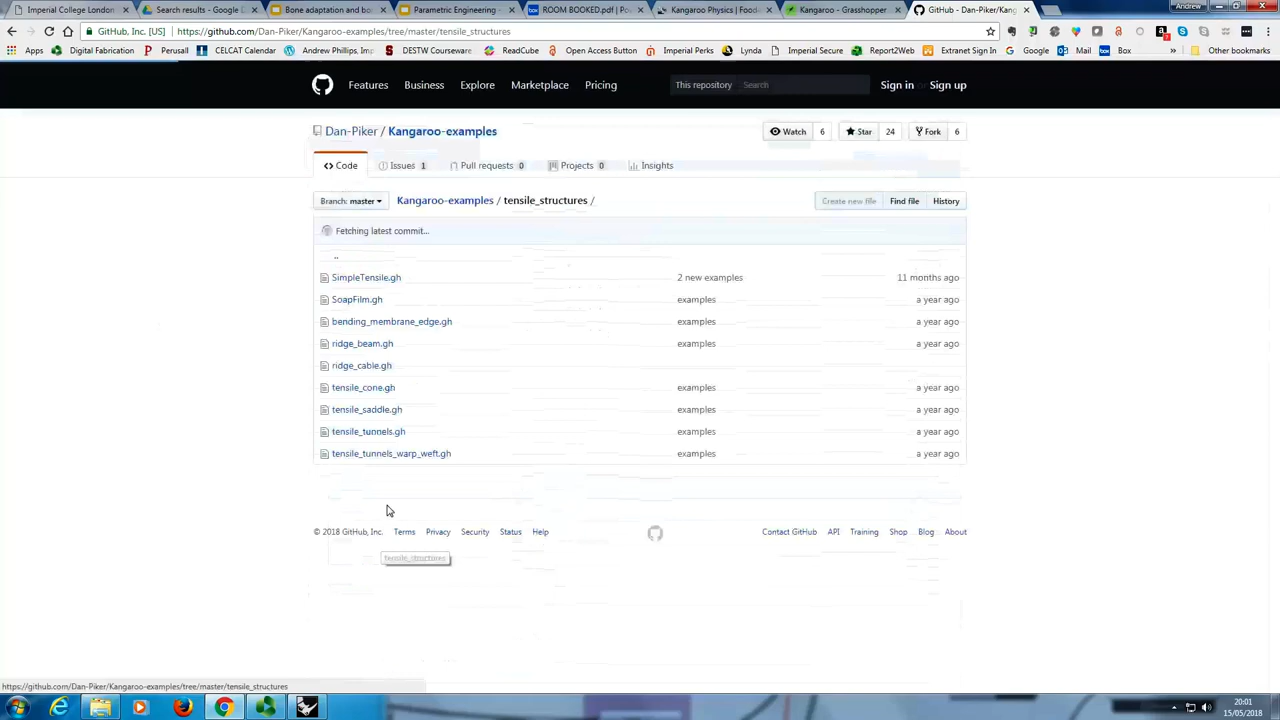 Imperial College London
Search results - Google D
Bone adaptation and bo
Parametric Engineering -
ROOM BOOKED.pdf | Po
Kangaroo Physics | Food
Kangaroo - Grasshopper
GitHub - Dan-Piker/Kang
Andrew
GitHub, Inc. [US] https://github.com/Dan-Piker/Kangaroo-examples/tree/master/tensile_structures
Apps Digital Fabrication Perusall CELCAT Calendar Andrew Phillips, Im DESTW Courseware ReadCube Open Access Button Imperial Perks Lynda Imperial Secure Report2Web Extranet Sign In Google Mail Box Other bookmarks
Features Business Explore Marketplace Pricing This repository Search Sign in or Sign up
Dan-Piker / Kangaroo-examples Watch 6 Star 24 Fork 6
Code Issues 1 Pull requests 0 Projects 0 Insights
Branch: master Kangaroo-examples / tensile_structures / Create new file Find file History
Fetching latest commit...
..
SimpleTensile.gh 2 new examples 11 months ago
SoapFilm.gh examples a year ago
bending_membrane_edge.gh examples a year ago
ridge_beam.gh examples a year ago
ridge_cable.gh
tensile_cone.gh examples a year ago
tensile_saddle.gh examples a year ago
tensile_tunnels.gh examples a year ago
tensile_tunnels_warp_weft.gh examples a year ago
© 2018 GitHub, Inc. Terms Privacy Security Status Help Contact GitHub API Training Shop Blog About
tensile_structures
https://github.com/Dan-Piker/Kangaroo-examples/tree/master/tensile_structures
20:01
15/05/2018